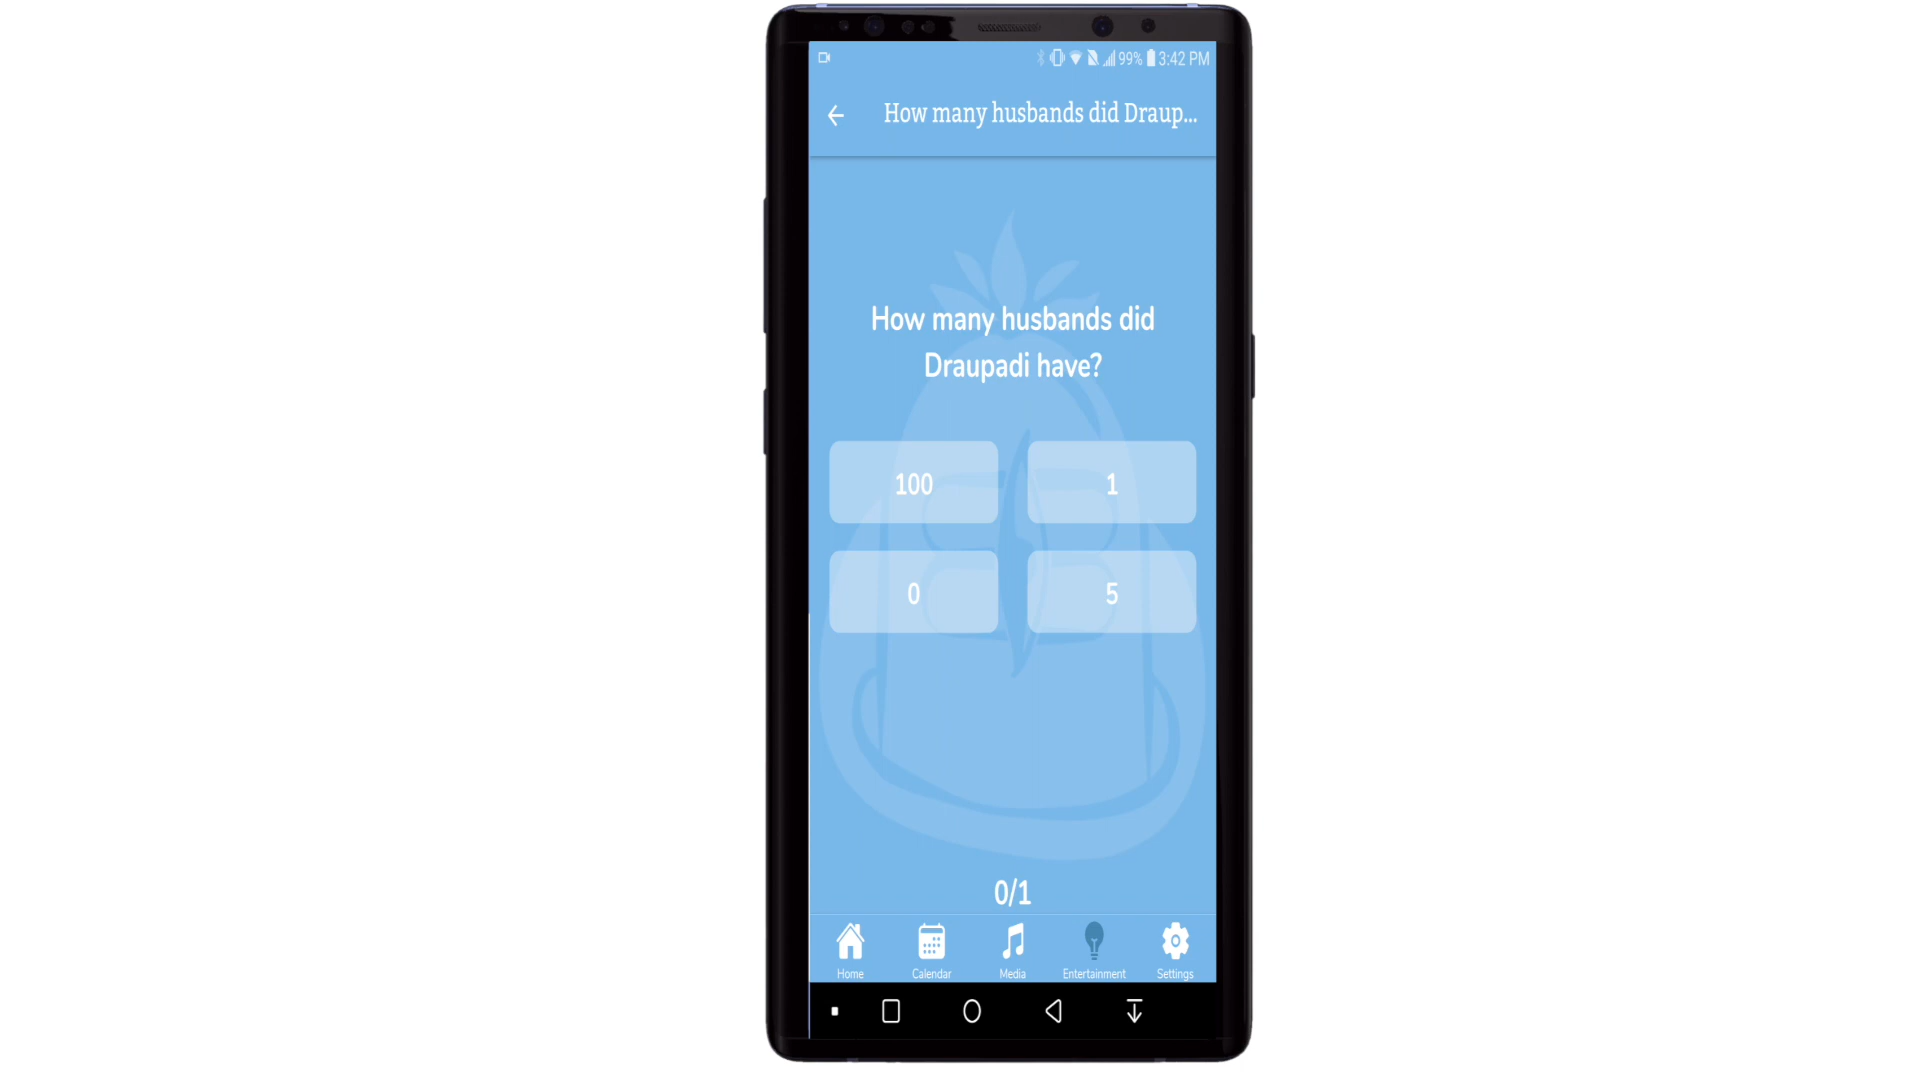 99% 3:42 PM
How many husbands did Draup...
How many husbands did
Draupadi have?
100 1
0 5
0/1
Home Calendar Media Entertainment Settings